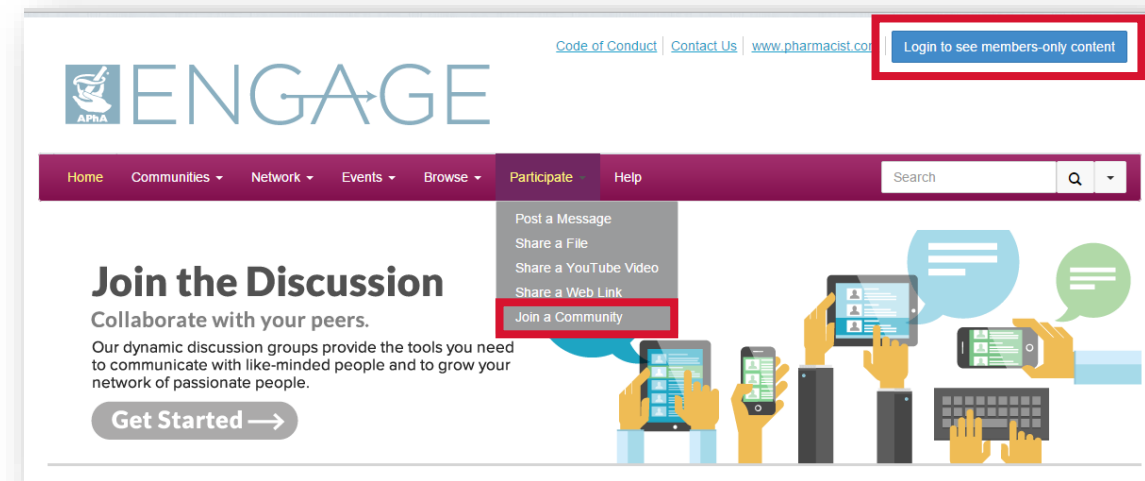 Code of Conduct Contact Us www.pharmacist.com Login to see members-only content
APhA
ENGAGE
Home Communities Network Events Browse Participate Help Search
Post a Message
Share a File
Share a YouTube Video
Share a Web Link
Join a Community
Join the Discussion
Collaborate with your peers.
Our dynamic discussion groups provide the tools you need
to communicate with like-minded people and to grow your
network of passionate people.
Get Started